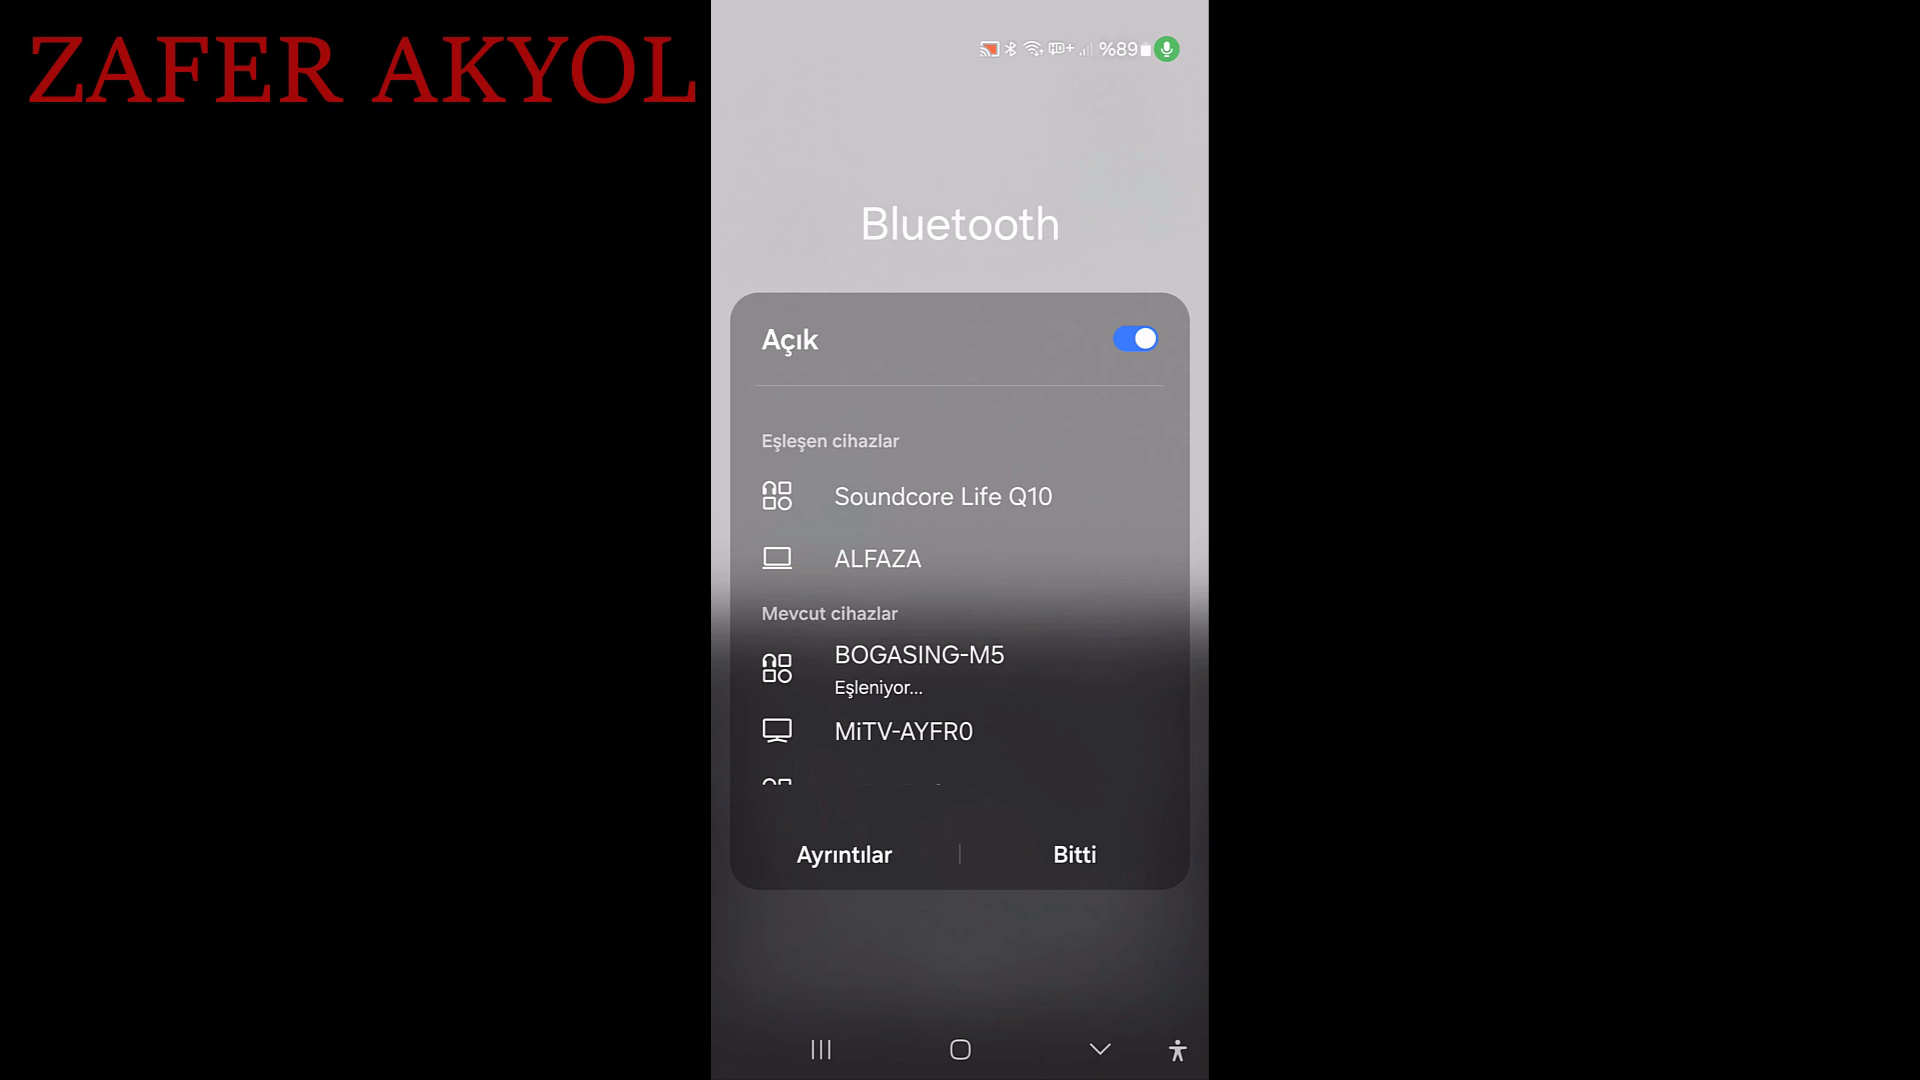 ZAFER AKYOL
%89
Bluetooth
Açık
Eşleşen cihazlar
Soundcore Life Q10
ALFAZA
Mevcut cihazlar
BOGASING-M5
Eşleniyor...
MiTV-AYFR0
Ayrıntılar
Bitti